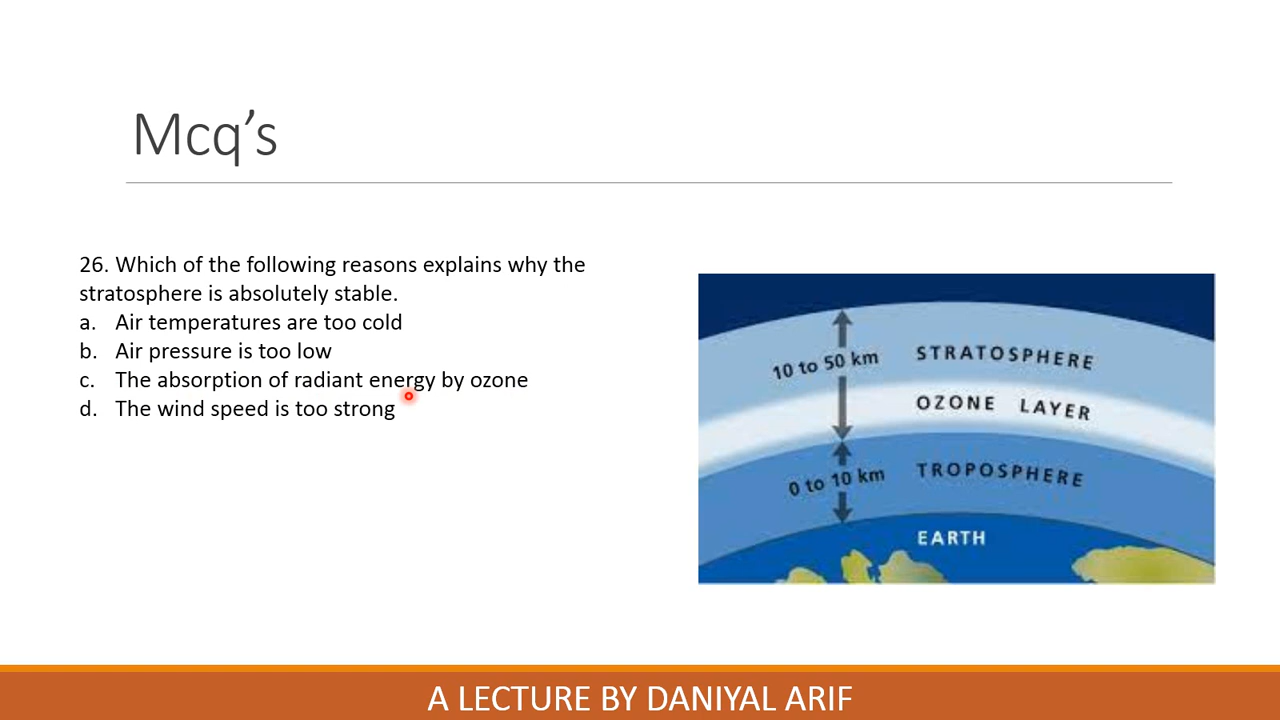 Mcq’s
26. Which of the following reasons explains why the
stratosphere is absolutely stable.
a. Air temperatures are too cold
b. Air pressure is too low
c. The absorption of radiant energy by ozone
d. The wind speed is too strong
10 to 50 km STRATOSPHERE
OZONE LAYER
0 to 10 km TROPOSPHERE
EARTH
A LECTURE BY DANIYAL ARIF